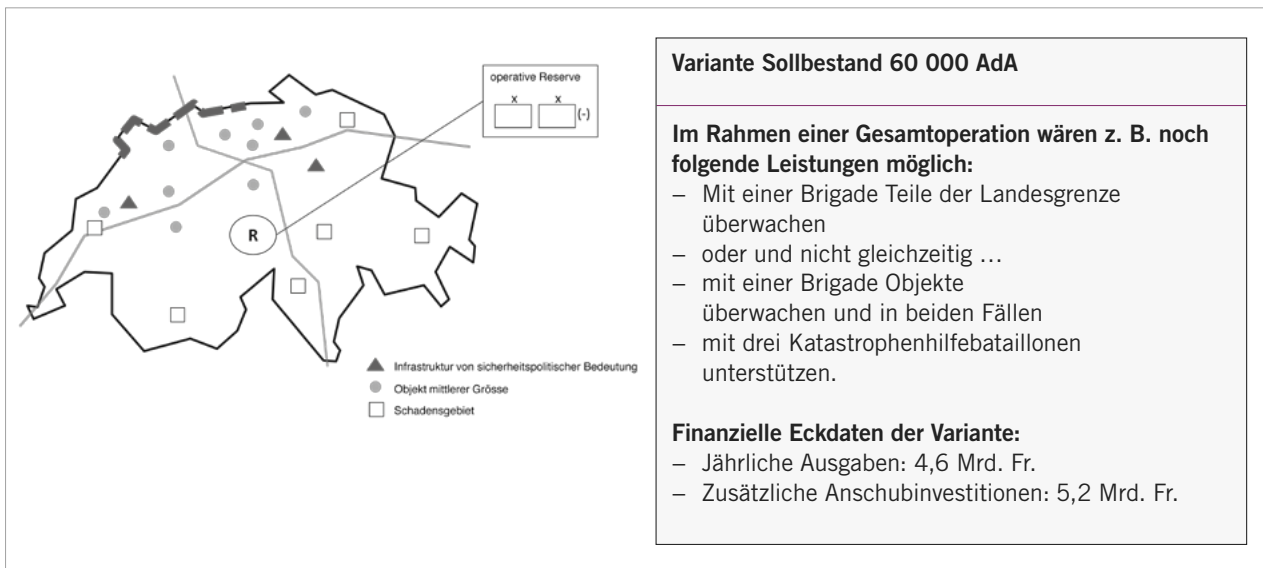 operative Reserve
x x
(-)
R
Infrastruktur von sicherheitspolitischer Bedeutung
Objekt mittlerer Grösse
Schadensgebiet
Variante Sollbestand 60 000 AdA
Im Rahmen einer Gesamtoperation wären z. B. noch
folgende Leistungen möglich:
– Mit einer Brigade Teile der Landesgrenze
überwachen
– oder und nicht gleichzeitig …
– mit einer Brigade Objekte
überwachen und in beiden Fällen
– mit drei Katastrophenhilfebataillonen
unterstützen.
Finanzielle Eckdaten der Variante:
– Jährliche Ausgaben: 4,6 Mrd. Fr.
– Zusätzliche Anschubinvestitionen: 5,2 Mrd. Fr.